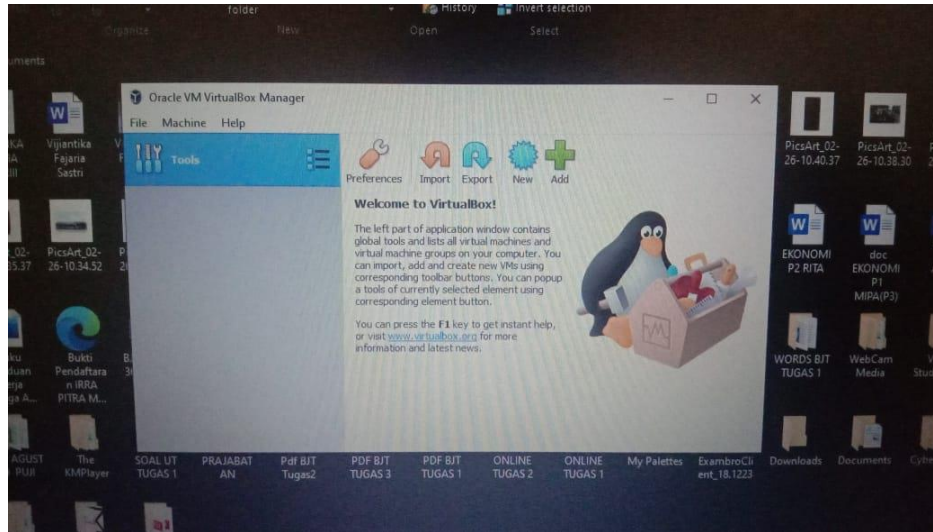 folder
History
Invert selection
Organize
New
Open
Select
uments
Oracle VM VirtualBox Manager
File Machine Help
Tools
Preferences Import Export New Add
Welcome to VirtualBox!
The left part of application window contains
global tools and lists all virtual machines and
virtual machine groups on your computer. You
can import, add and create new VMs using
corresponding toolbar buttons. You can popup
a tools of currently selected element using
corresponding element button.
You can press the F1 key to get instant help,
or visit www.virtualbox.org for more
information and latest news.
Vijiantika
Fajaria
Sastri
PicsArt_02-
26-10.34.52
Bukti
Pendaftara
n IRRA
PITRA M...
AGUST
PUJI
The
KMPlayer
SOAL UT
TUGAS 1
PRAJABAT
AN
Pdf BJT
Tugas2
PDF BJT
TUGAS 3
PDF BJT
TUGAS 1
ONLINE
TUGAS 2
ONLINE
TUGAS 1
My Palettes
ExambroCli
ent_18.1223
PicsArt_02-
26-10.40.37
PicsArt_02-
26-10.38.30
EKONOMI
P2 RITA
doc
EKONOMI
P1
MIPA(P3)
WORDS BJT
TUGAS 1
WebCam
Media
Downloads
Documents